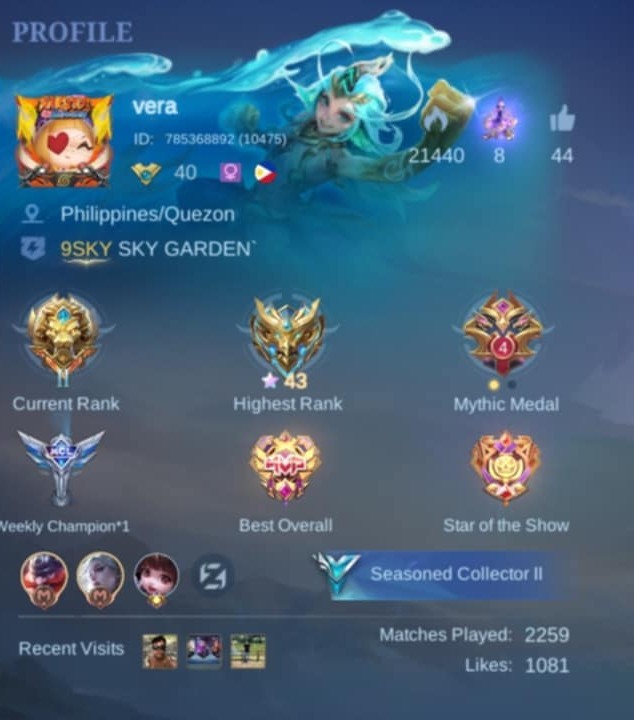 PROFILE
vera
ID: 785368892 (10475)
40
21440
8
44
Philippines/Quezon
9SKY SKY GARDEN`
II
43
4
Current Rank
Highest Rank
Mythic Medal
MCL
MVP
Weekly Champion*1
Best Overall
Star of the Show
M
M
Seasoned Collector II
Recent Visits
Matches Played: 2259
Likes: 1081